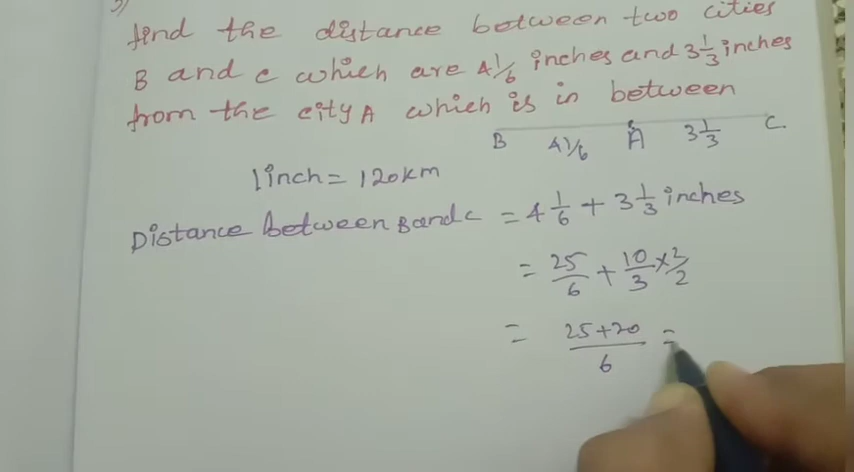 find the distance between two cities
B and C which are 4 1/6 inches and 3 1/3 inches
from the city A which is in between
B 4 1/6 A 3 1/3 C.
1 inch = 120 km
Distance between B and C = 4 1/6 + 3 1/3 inches
= 25/6 + 10/3 × 2/2
= 25+20/6 =